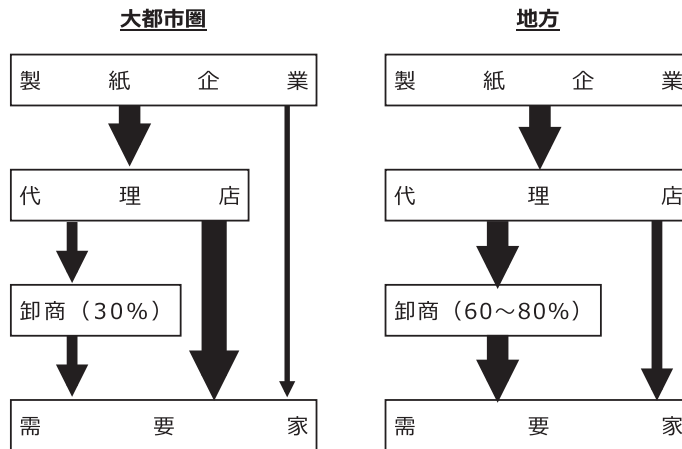 大都市圏
製紙企業
代理店
卸商（30%）
需要家
地方
製紙企業
代理店
卸商（60～80%）
需要家